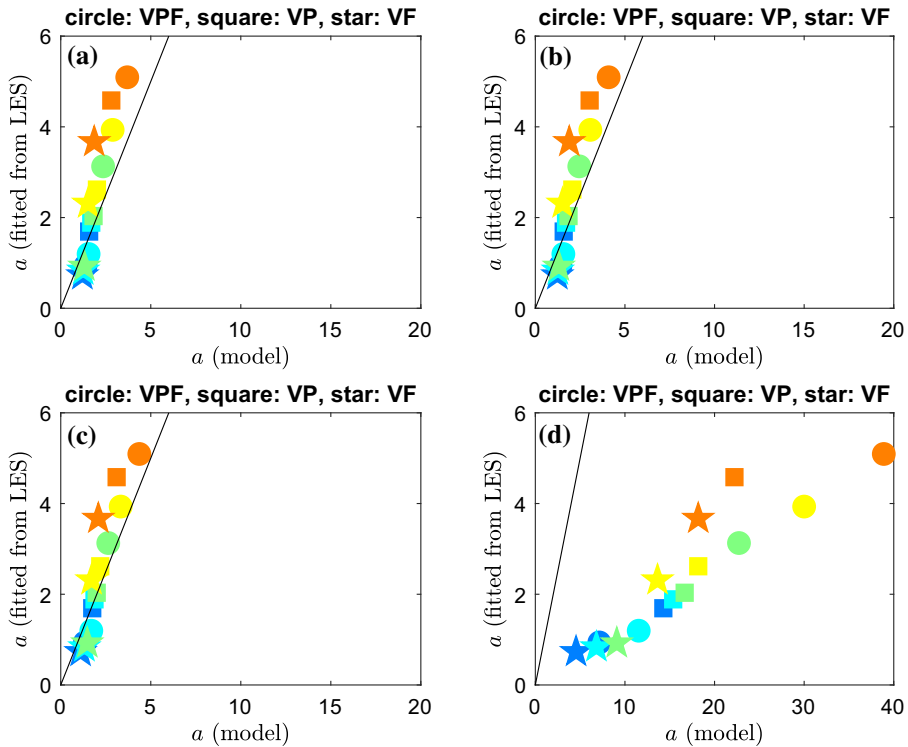 circle: VPF, square: VP, star: VF
(a)
a (fitted from LES)
6
4
2
0
0 5 10 15 20
a (model)
circle: VPF, square: VP, star: VF
(b)
a (fitted from LES)
6
4
2
0
0 5 10 15 20
a (model)
circle: VPF, square: VP, star: VF
(c)
a (fitted from LES)
6
4
2
0
0 5 10 15 20
a (model)
circle: VPF, square: VP, star: VF
(d)
a (fitted from LES)
6
4
2
0
0 10 20 30 40
a (model)